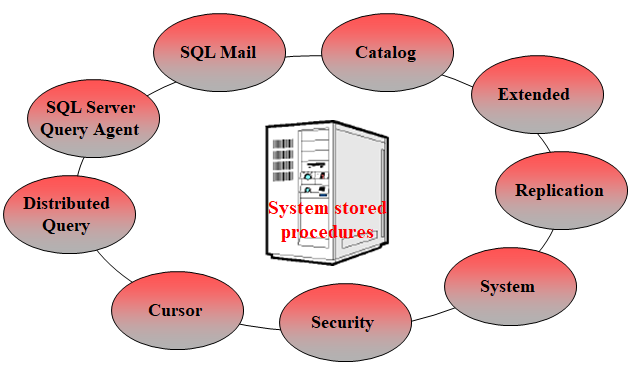 SQL Mail
Catalog
Extended
SQL Server
Query Agent
Replication
Distributed
Query
System stored
procedures
System
Cursor
Security